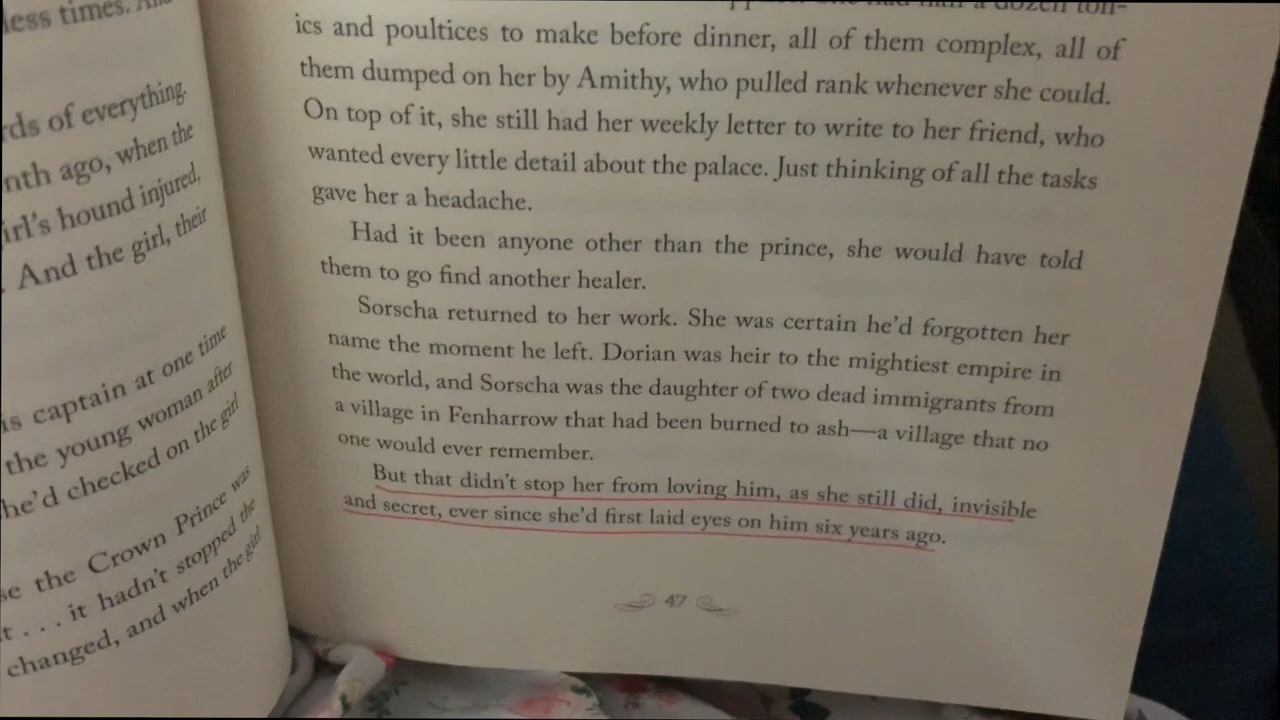 less times. And
rds of everything.
nth ago, when the
irl's hound injured,
. And the girl, their
is captain at one time
the young woman after
he'd checked on the girl
se the Crown Prince was
t . . . it hadn't stopped the
changed, and when the girl
She had half a dozen ton-
ics and poultices to make before dinner, all of them complex, all of
them dumped on her by Amithy, who pulled rank whenever she could.
On top of it, she still had her weekly letter to write to her friend, who
wanted every little detail about the palace. Just thinking of all the tasks
gave her a headache.
Had it been anyone other than the prince, she would have told
them to go find another healer.
Sorscha returned to her work. She was certain he'd forgotten her
name the moment he left. Dorian was heir to the mightiest empire in
the world, and Sorscha was the daughter of two dead immigrants from
a village in Fenharrow that had been burned to ash—a village that no
one would ever remember.
But that didn't stop her from loving him, as she still did, invisible
and secret, ever since she'd first laid eyes on him six years ago.
47